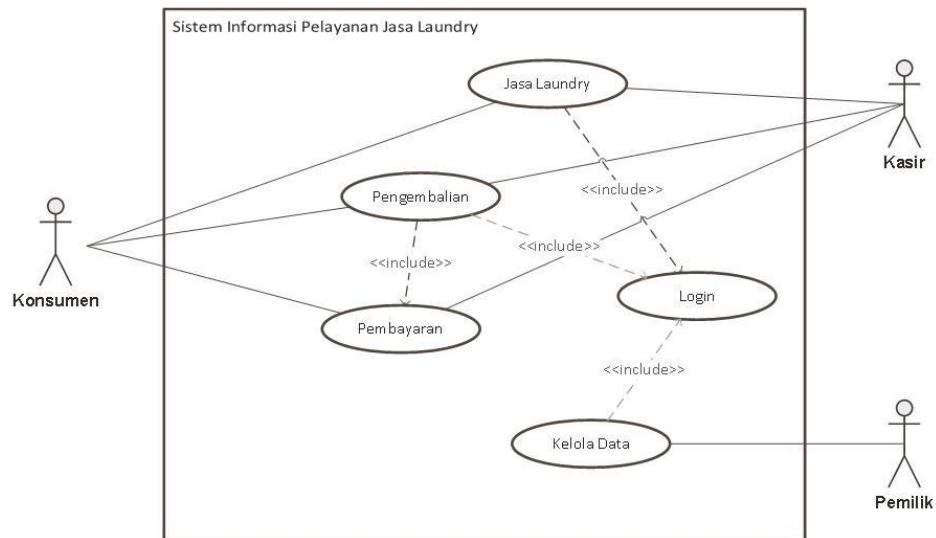 Sistem Informasi Pelayanan Jasa Laundry
Jasa Laundry
Kasir
<<include>>
Pengembalian
<<include>>
<<include>>
Konsumen
Login
Pembayaran
<<include>>
Kelola Data
Pemilik